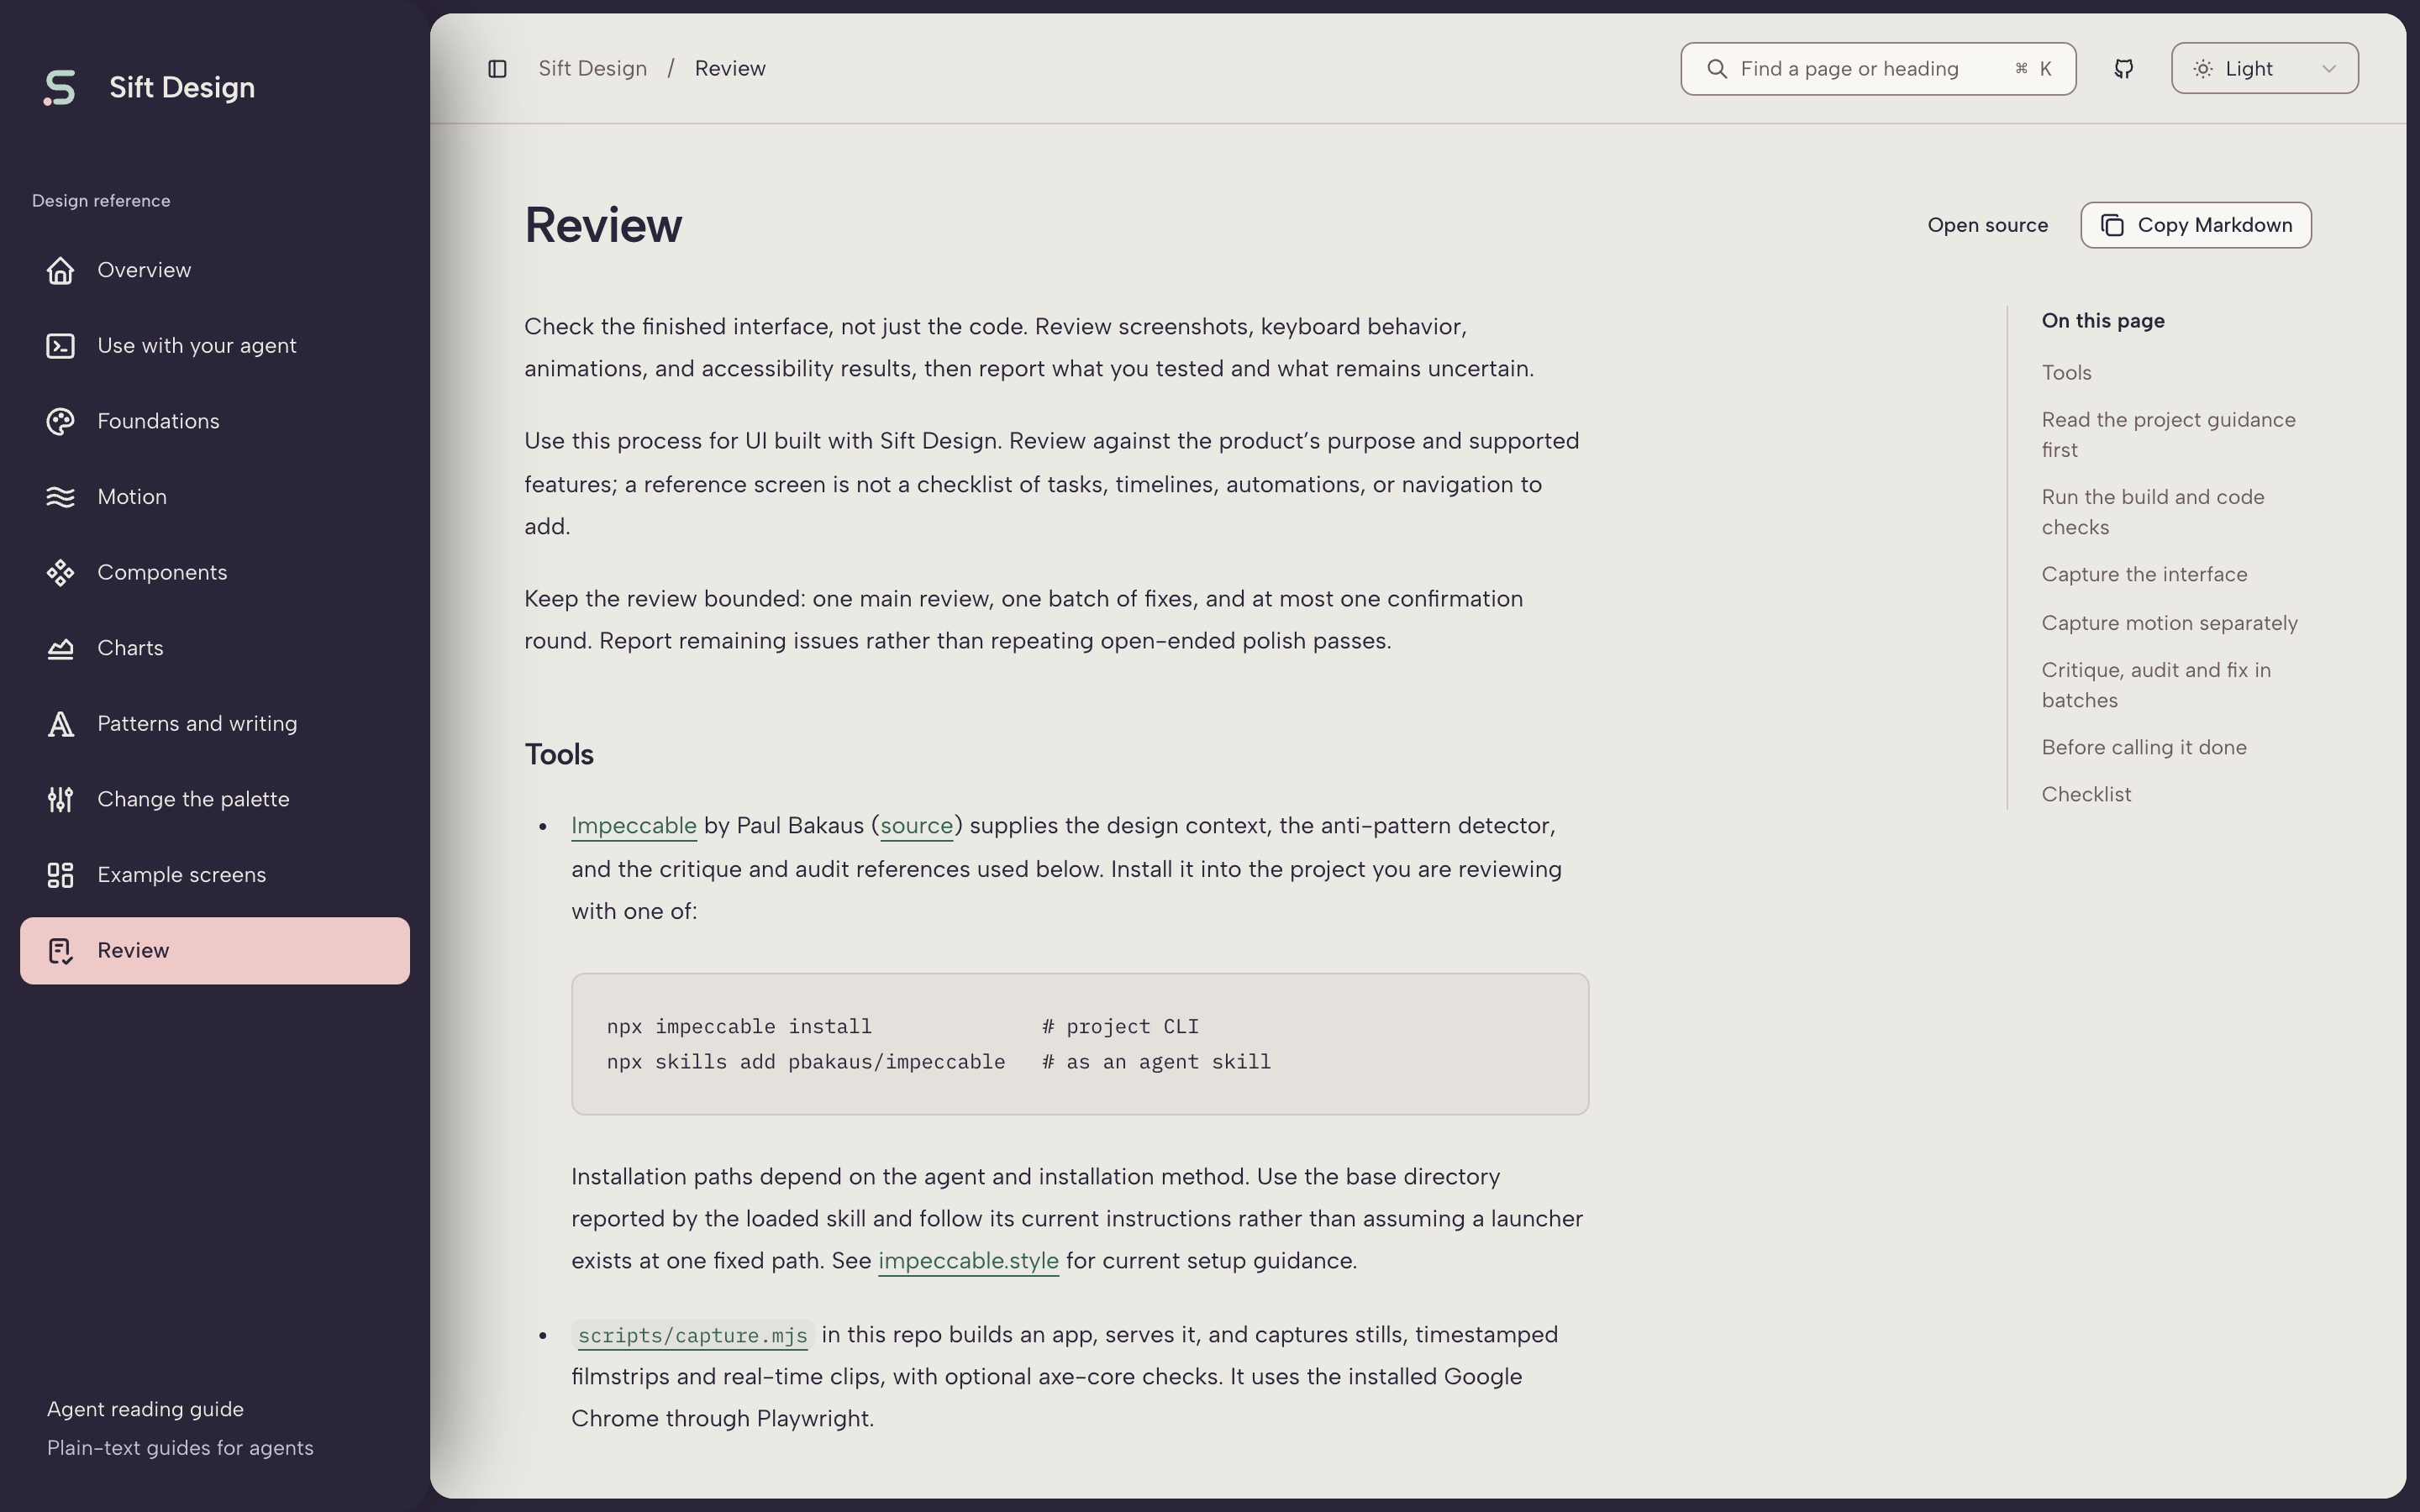 Sift Design
Design reference
Overview
Use with your agent
Foundations
Motion
Components
Charts
Patterns and writing
Change the palette
Example screens
Review
Agent reading guide
Plain-text guides for agents
Sift Design / Review
Find a page or heading ⌘ K
Light
Review
Open source
Copy Markdown
Check the finished interface, not just the code. Review screenshots, keyboard behavior,
animations, and accessibility results, then report what you tested and what remains uncertain.
Use this process for UI built with Sift Design. Review against the product’s purpose and supported
features; a reference screen is not a checklist of tasks, timelines, automations, or navigation to
add.
Keep the review bounded: one main review, one batch of fixes, and at most one confirmation
round. Report remaining issues rather than repeating open-ended polish passes.
Tools
• Impeccable by Paul Bakaus (source) supplies the design context, the anti-pattern detector,
and the critique and audit references used below. Install it into the project you are reviewing
with one of:
npx impeccable install # project CLI
npx skills add pbakaus/impeccable # as an agent skill
Installation paths depend on the agent and installation method. Use the base directory
reported by the loaded skill and follow its current instructions rather than assuming a launcher
exists at one fixed path. See impeccable.style for current setup guidance.
• scripts/capture.mjs in this repo builds an app, serves it, and captures stills, timestamped
filmstrips and real-time clips, with optional axe-core checks. It uses the installed Google
Chrome through Playwright.
On this page
Tools
Read the project guidance
first
Run the build and code
checks
Capture the interface
Capture motion separately
Critique, audit and fix in
batches
Before calling it done
Checklist